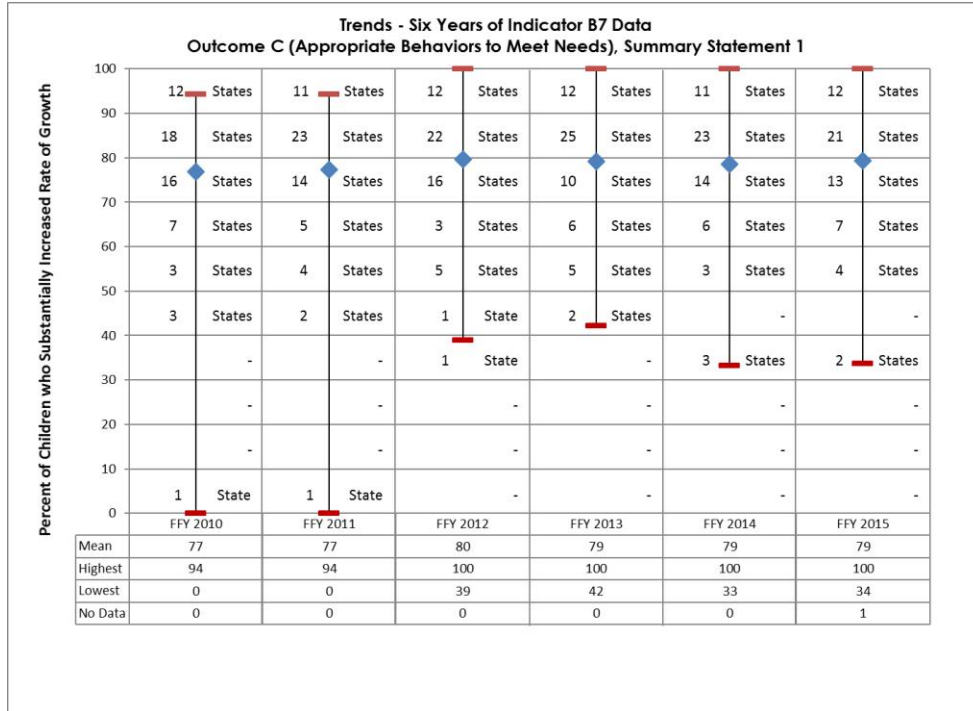 Trends - Six Years of Indicator B7 Data
Outcome C (Appropriate Behaviors to Meet Needs), Summary Statement 1
Percent of Children who Substantially Increased Rate of Growth
100
12 States 11 States 12 States 12 States 11 States 12 States
90
18 States 23 States 22 States 25 States 23 States 21 States
80
16 States 14 States 16 States 10 States 14 States 13 States
70
7 States 5 States 3 States 6 States 6 States 7 States
60
3 States 4 States 5 States 5 States 3 States 4 States
50
3 States 2 States 1 State 2 States - -
40
- - 1 State - 3 States 2 States
30
- - - - - -
20
- - - - - -
10
1 State 1 State - - - -
0
FFY 2010 FFY 2011 FFY 2012 FFY 2013 FFY 2014 FFY 2015
Mean 77 77 80 79 79 79
Highest 94 94 100 100 100 100
Lowest 0 0 39 42 33 34
No Data 0 0 0 0 0 1